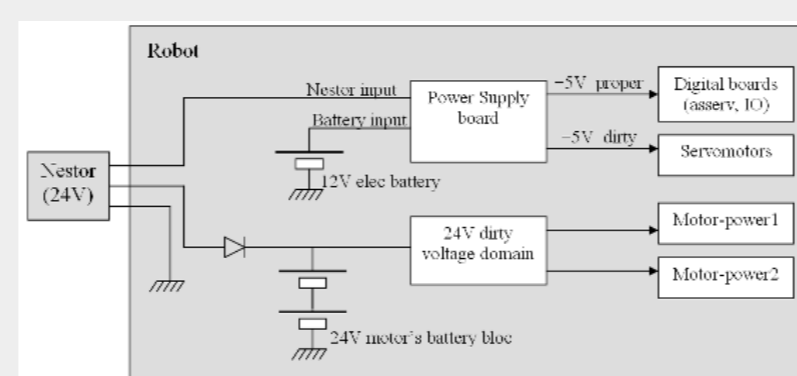 Robot
Nestor input
Battery input
Power Supply
board
−5V proper
Digital boards
(asserv, IO)
−5V dirty
Servomotors
Nestor
(24V)
12V elec battery
24V dirty
voltage domain
Motor-power1
Motor-power2
24V motor's battery bloc